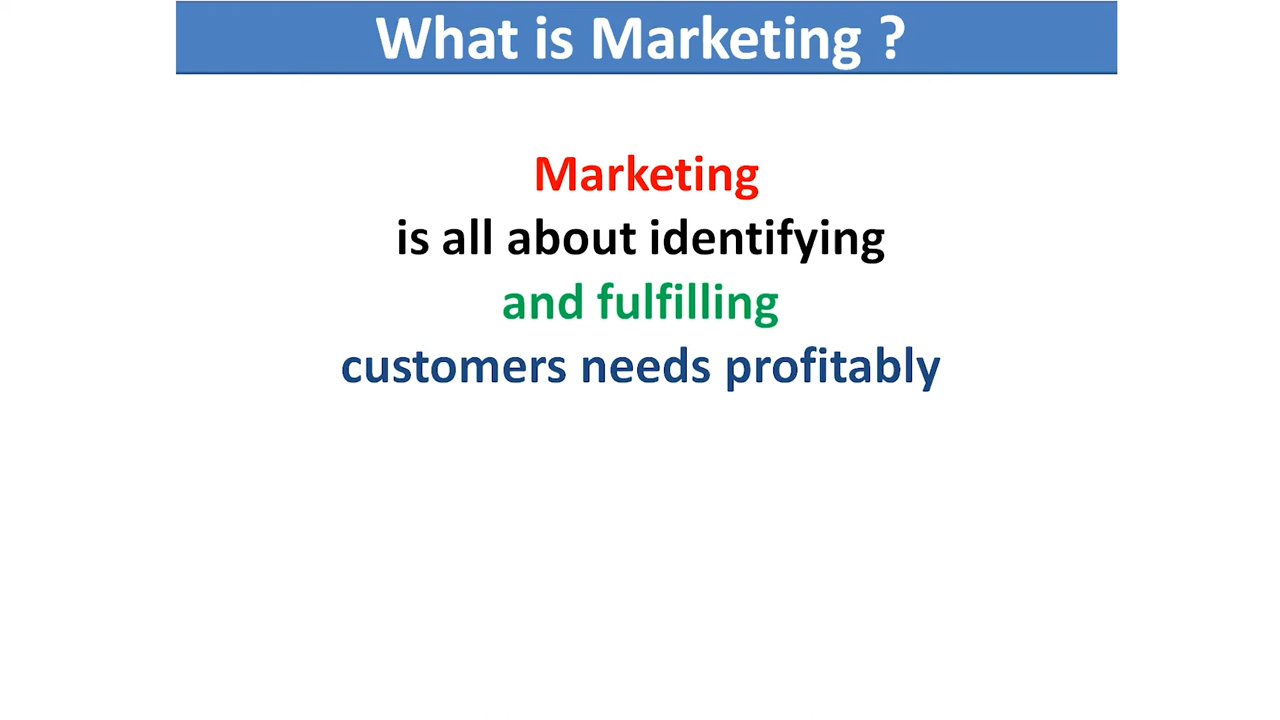 What is Marketing ?
Marketing
is all about identifying
and fulfilling
customers needs profitably